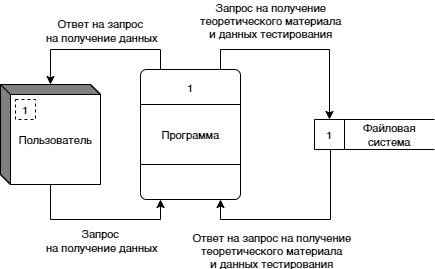 Ответ на запрос
на получение данных
Запрос на получение
теоретического материала
и данных тестирования
1
Пользователь
1
Программа
1
Файловая
система
Запрос
на получение данных
Ответ на запрос на получение
теоретического материала
и данных тестирования